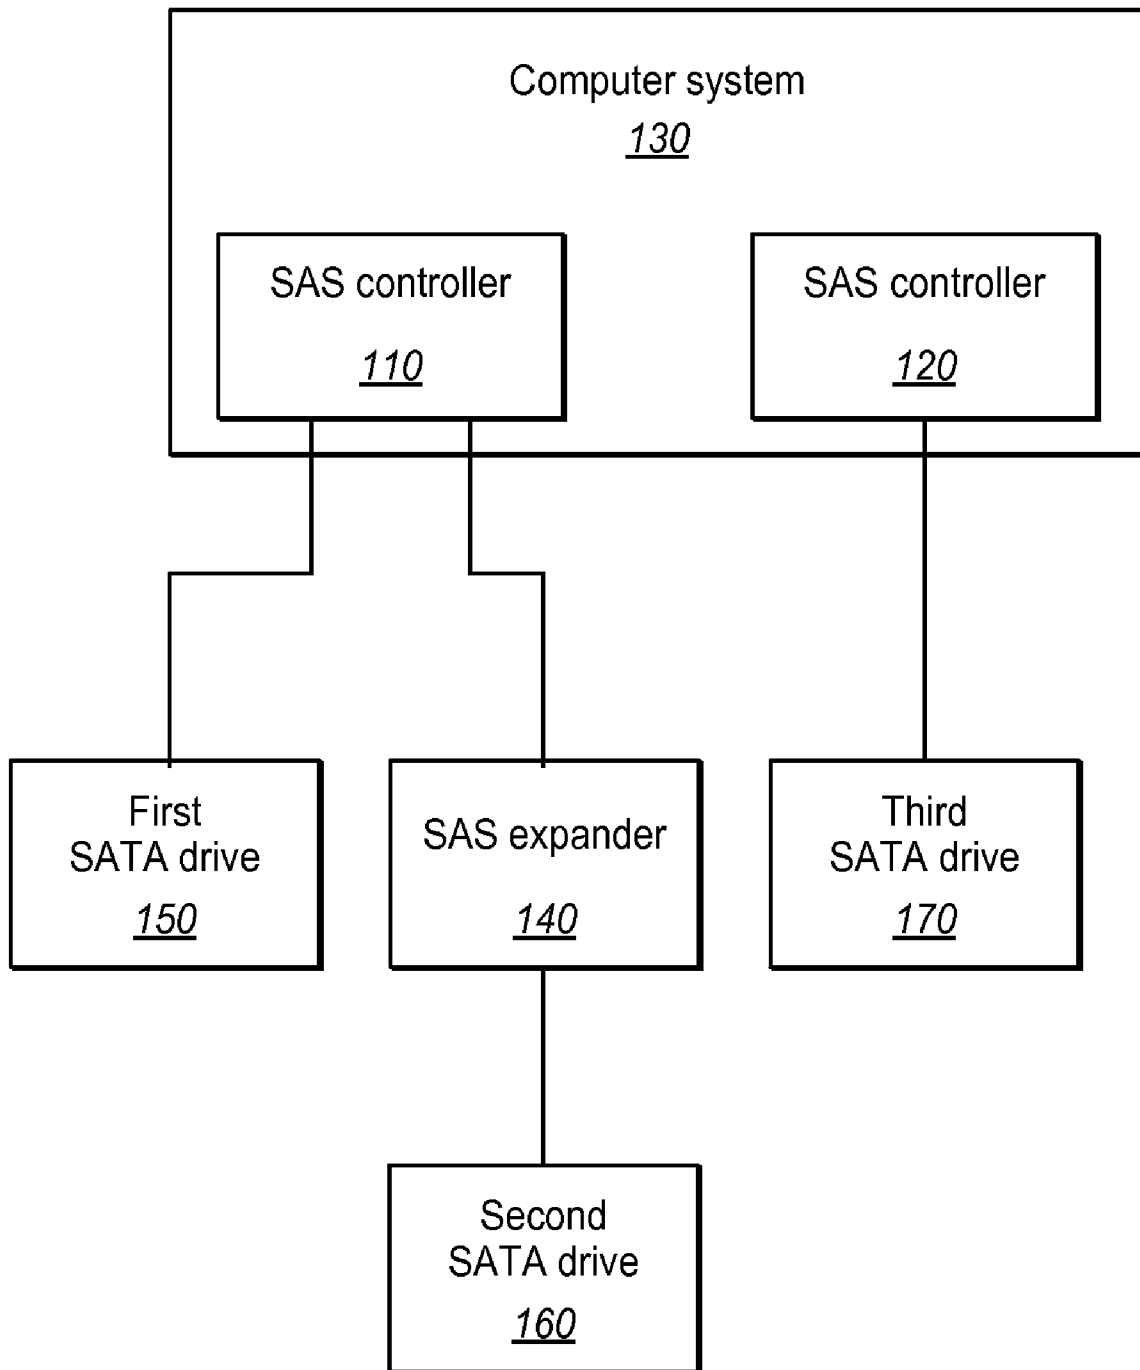 Computer system
130
SAS controller
110
SAS controller
120
First
SATA drive
150
SAS expander
140
Third
SATA drive
170
Second
SATA drive
160